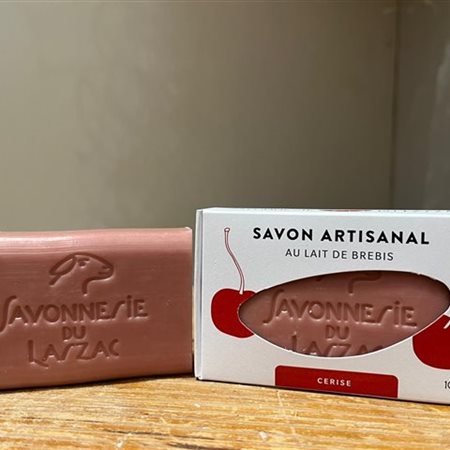 SAVONNERIE
DU
LARZAC
SAVON ARTISANAL
AU LAIT DE BREBIS
SAVONNERIE
DU
LARZAC
CERISE